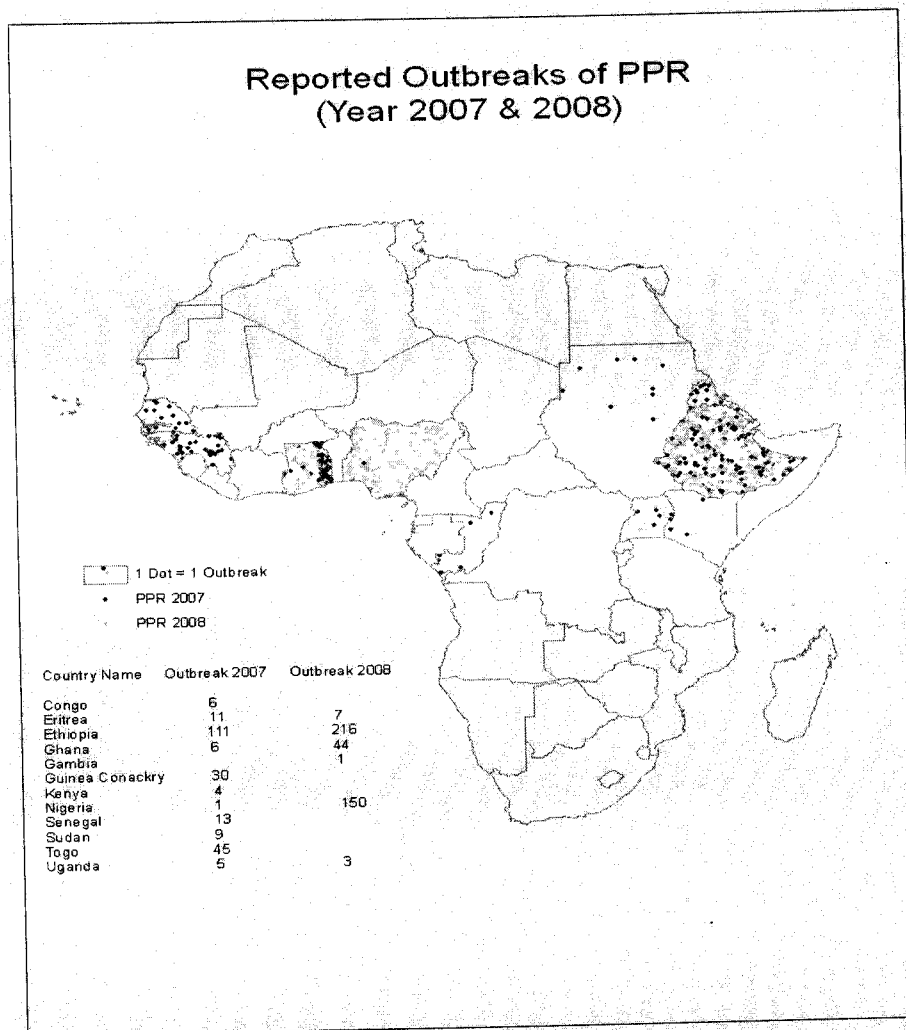 Reported Outbreaks of PPR
(Year 2007 & 2008)
1 Dot = 1 Outbreak
PPR 2007
PPR 2008
Country Name Outbreak 2007 Outbreak 2008
Congo 6
Eritrea 11 7
Ethiopia 111 216
Ghana 6 44
Gambia 1
Guinea Conackry 30
Kenya 4
Nigeria 1 150
Senegal 13
Sudan 9
Togo 45
Uganda 5 3